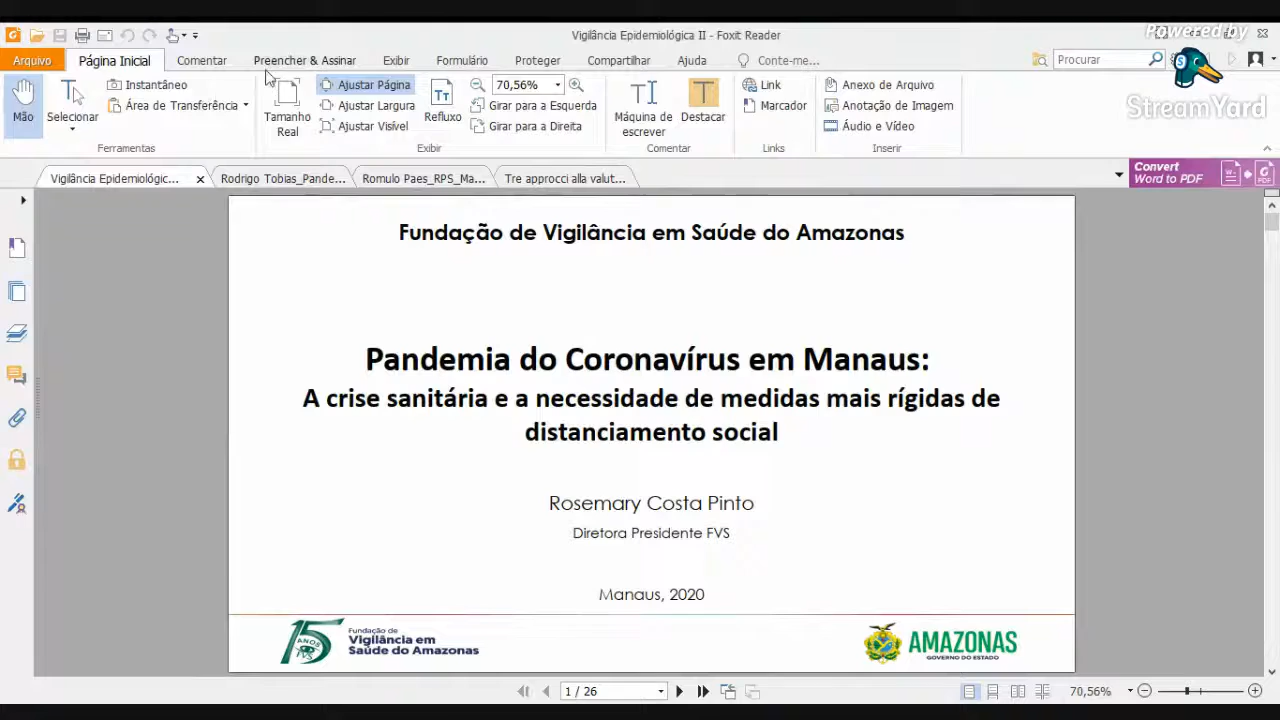 Vigilância Epidemiológica II - Foxit Reader
Powered by
StreamYard
Arquivo
Página Inicial
Comentar
Preencher & Assinar
Exibir
Formulário
Proteger
Compartilhar
Ajuda
Conte-me...
Procurar
Mão
Selecionar
Instantâneo
Área de Transferência
Ferramentas
Tamanho
Real
Ajustar Página
Ajustar Largura
Ajustar Visível
Refluxo
70,56%
Girar para a Esquerda
Girar para a Direita
Exibir
Máquina de
escrever
Destacar
Comentar
Link
Marcador
Links
Anexo de Arquivo
Anotação de Imagem
Áudio e Vídeo
Inserir
Vigilância Epidemiológic...
Rodrigo Tobias_Pande...
Romulo Paes_RPS_Ma...
Tre approcci alla valut...
Convert
Word to PDF
Fundação de Vigilância em Saúde do Amazonas
Pandemia do Coronavírus em Manaus:
A crise sanitária e a necessidade de medidas mais rígidas de
distanciamento social
Rosemary Costa Pinto
Diretora Presidente FVS
Manaus, 2020
15
ANOS
FVS
Fundação de
Vigilância em
Saúde do Amazonas
AMAZONAS
GOVERNO DO ESTADO
1 / 26
70,56%